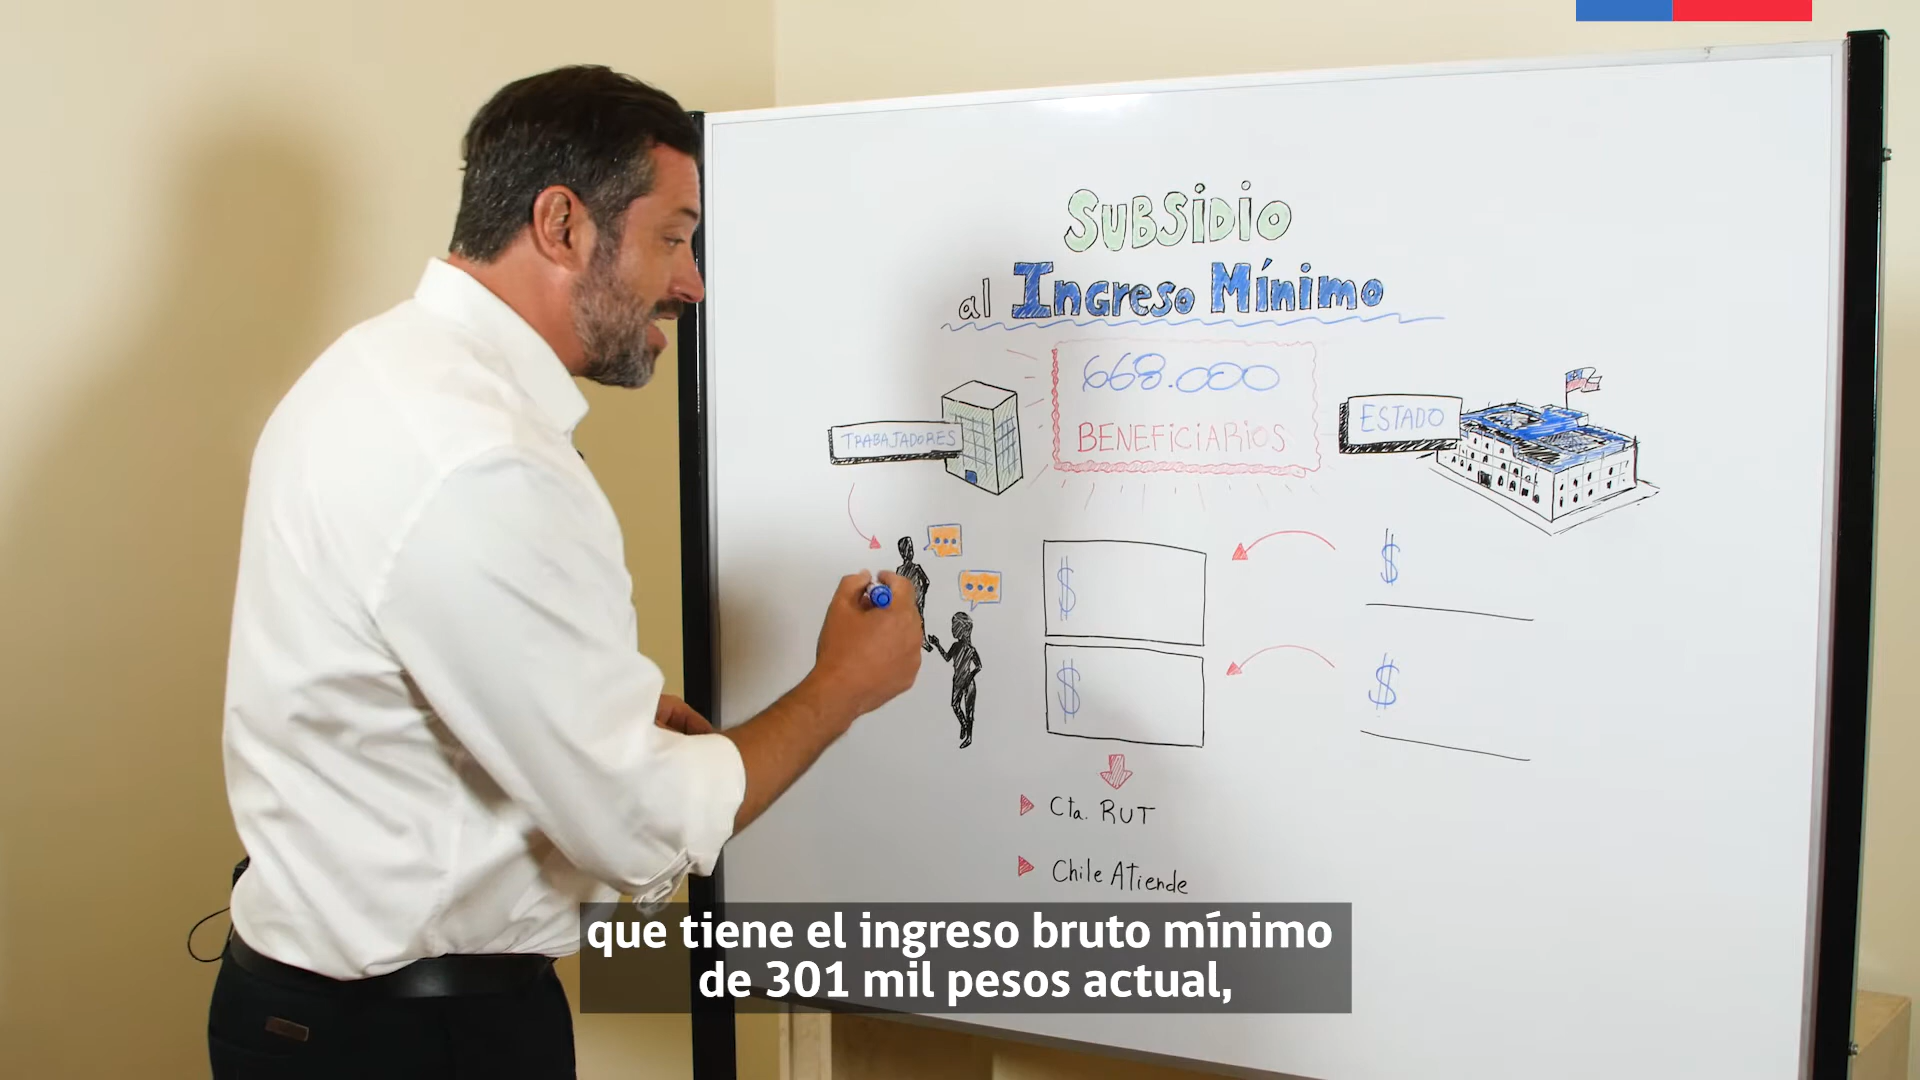 SUBSIDIO
al Ingreso Mínimo
668.000
BENEFICIARIOS
TRABAJADORES
ESTADO
$
$
$
$
Cta. RUT
Chile Atiende
que tiene el ingreso bruto mínimo
de 301 mil pesos actual,